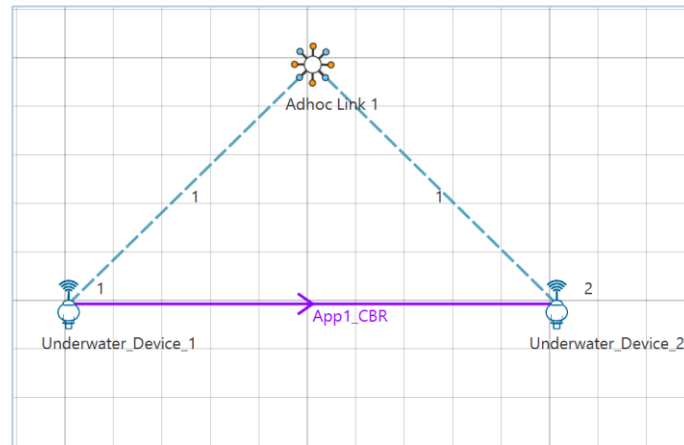 Adhoc Link 1
1
1
1
2
App1_CBR
Underwater_Device_1
Underwater_Device_2